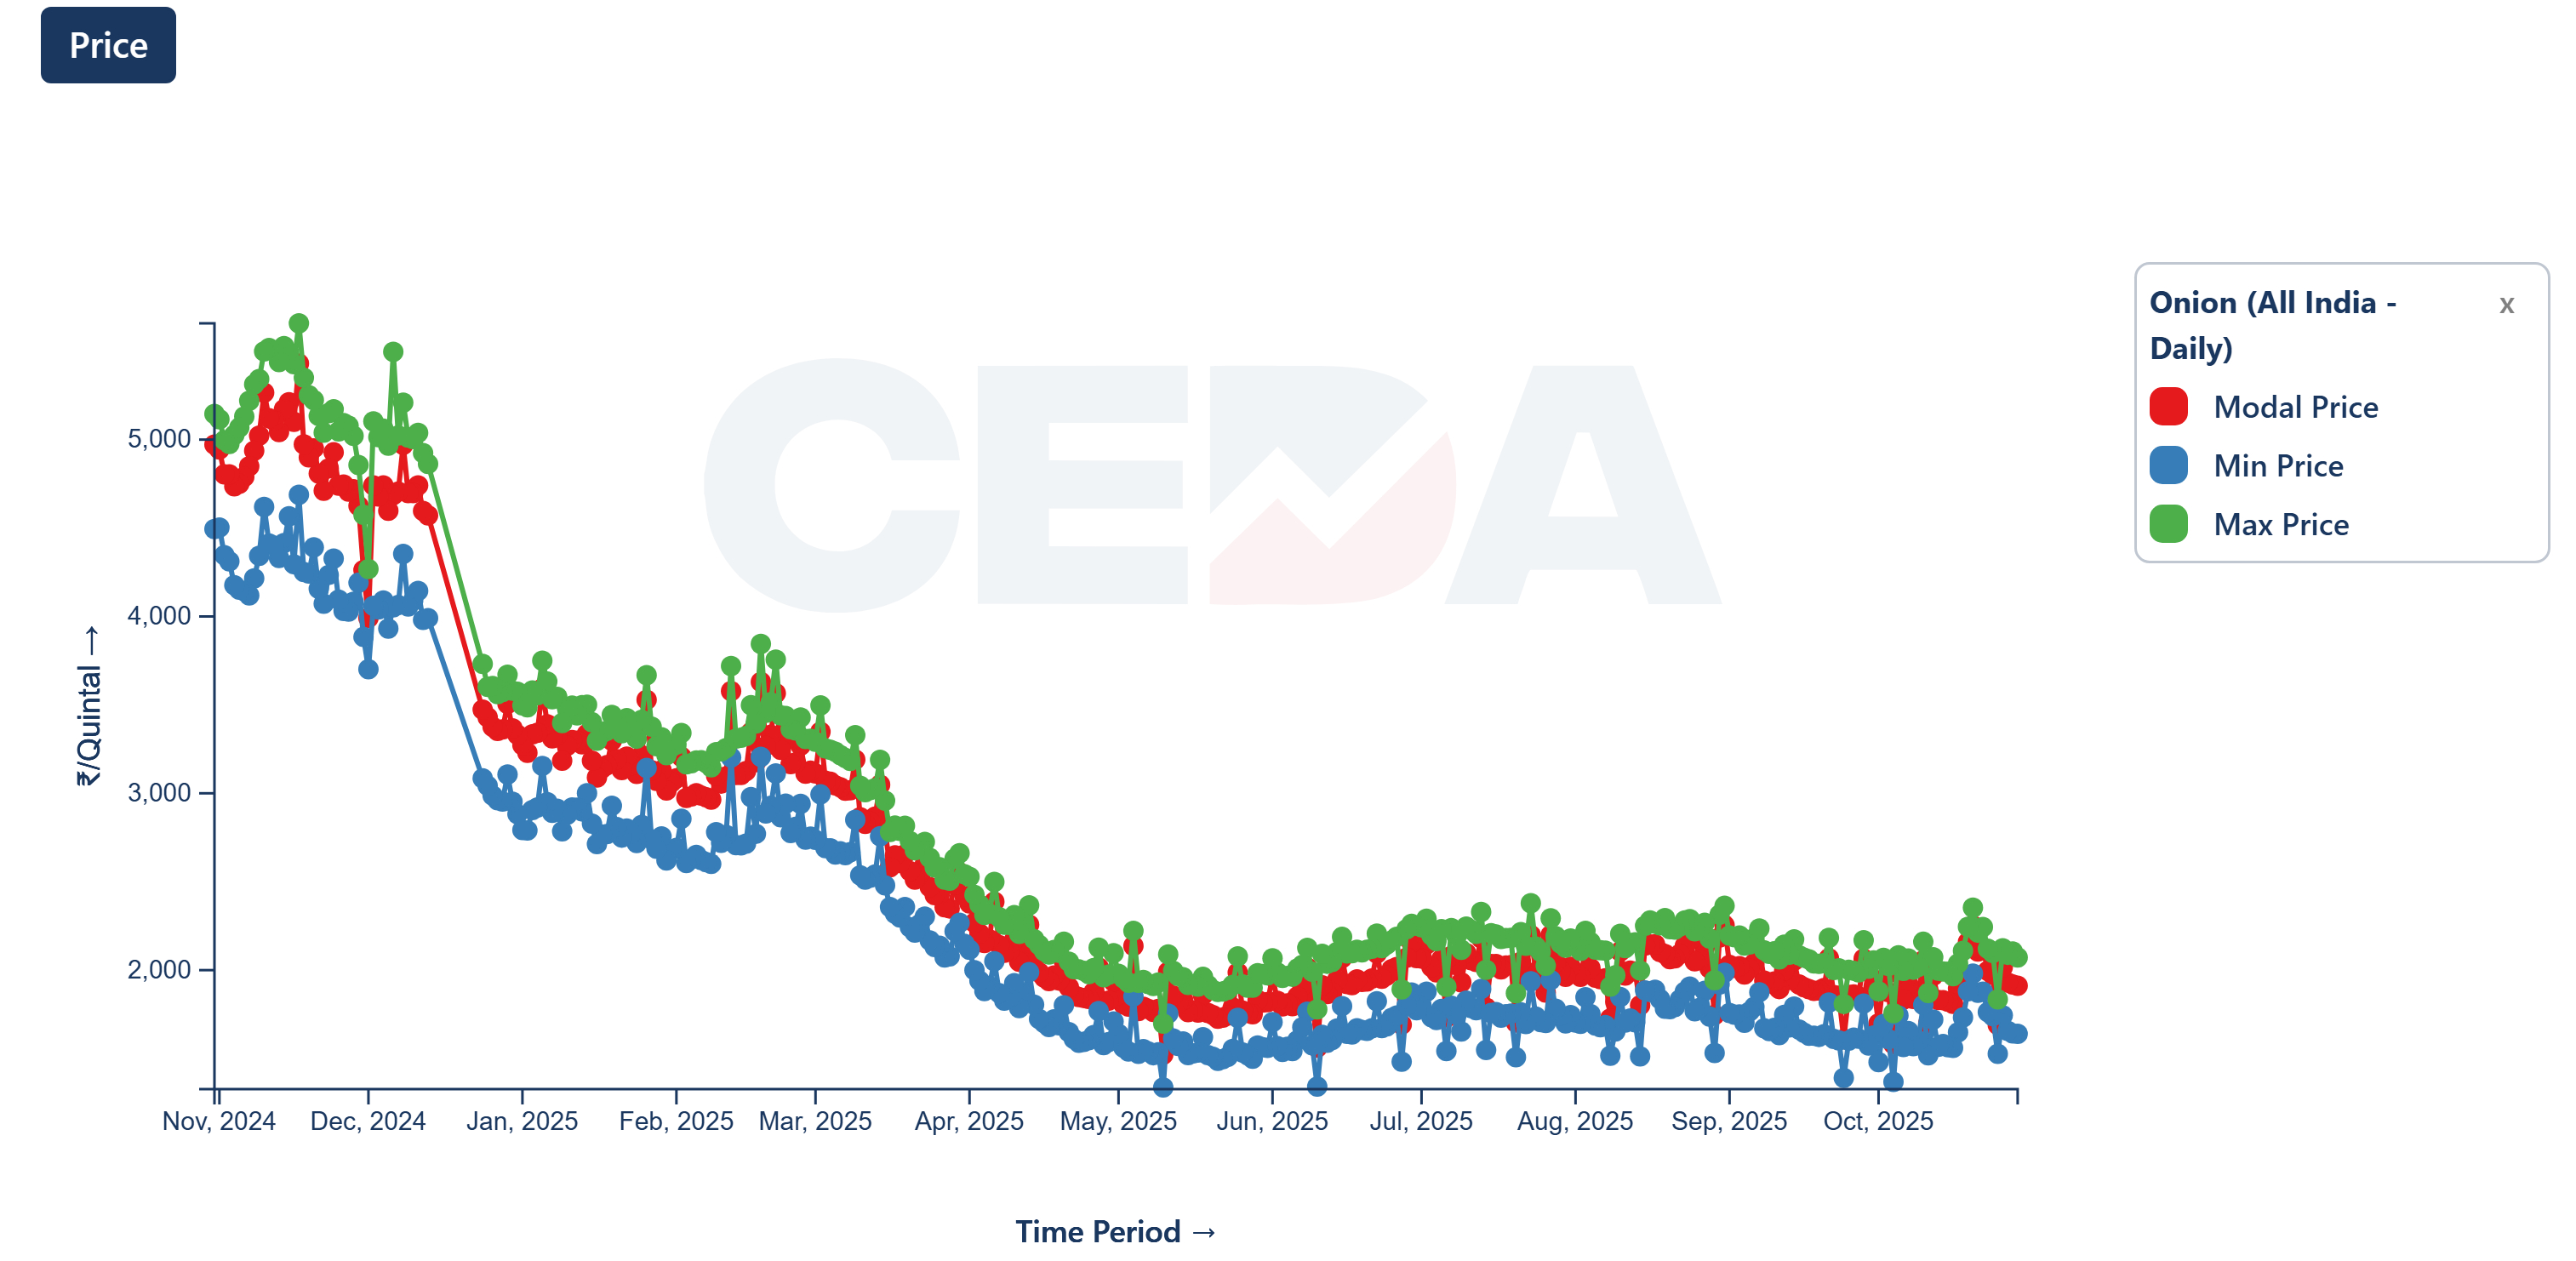 Price
CEDA
Onion (All India -
Daily)
x
Modal Price
Min Price
Max Price
₹/Quintal →
5,000
4,000
3,000
2,000
Nov, 2024 Dec, 2024 Jan, 2025 Feb, 2025 Mar, 2025 Apr, 2025 May, 2025 Jun, 2025 Jul, 2025 Aug, 2025 Sep, 2025 Oct, 2025
Time Period →